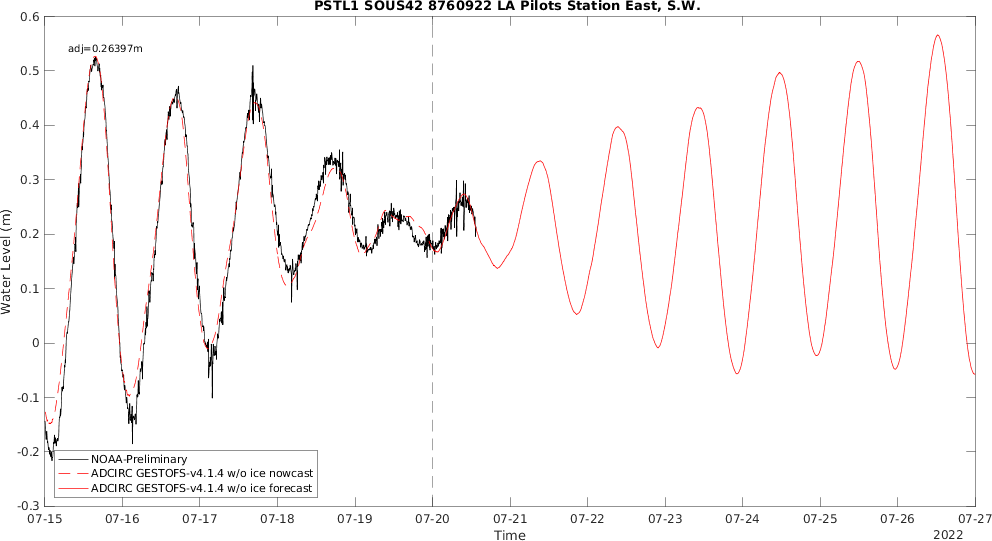 PSTL1 SOUS42 8760922 LA Pilots Station East, S.W.
adj=0.26397m
0.6
0.5
0.4
0.3
0.2
0.1
0
-0.1
-0.2
-0.3
Water Level (m)
NOAA-Preliminary
ADCIRC GESTOFS-v4.1.4 w/o ice nowcast
ADCIRC GESTOFS-v4.1.4 w/o ice forecast
07-15 07-16 07-17 07-18 07-19 07-20 07-21 07-22 07-23 07-24 07-25 07-26 07-27
Time
2022